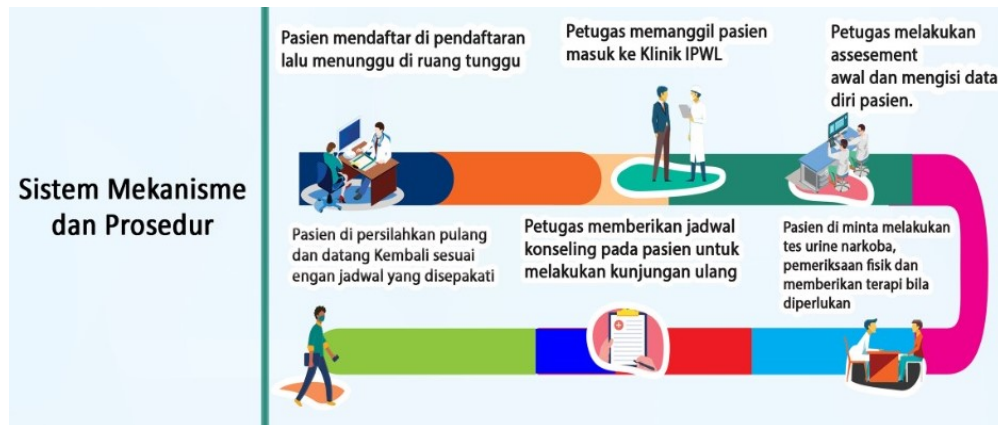 Sistem Mekanisme
dan Prosedur
Pasien mendaftar di pendaftaran
lalu menunggu di ruang tunggu
Petugas memanggil pasien
masuk ke Klinik IPWL
Petugas melakukan
assesement
awal dan mengisi data
diri pasien.
Pasien di minta melakukan
tes urine narkoba,
pemeriksaan fisik dan
memberikan terapi bila
diperlukan
Petugas memberikan jadwal
konseling pada pasien untuk
melakukan kunjungan ulang
Pasien di persilahkan pulang
dan datang Kembali sesuai
engan jadwal yang disepakati